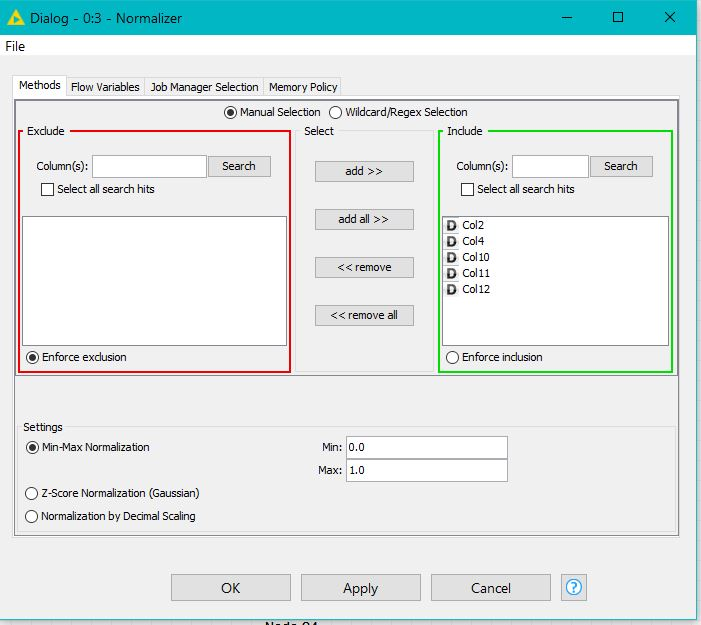 Dialog - 0:3 - Normalizer
File
Methods Flow Variables Job Manager Selection Memory Policy
Manual Selection Wildcard/Regex Selection
Exclude Select Include
Column(s): Search add >> Column(s): Search
Select all search hits Select all search hits
add all >>
D Col2
D Col4
D Col10
D Col11
D Col12
<< remove
<< remove all
Enforce exclusion Enforce inclusion
Settings
Min-Max Normalization Min: 0.0
Max: 1.0
Z-Score Normalization (Gaussian)
Normalization by Decimal Scaling
OK Apply Cancel ?